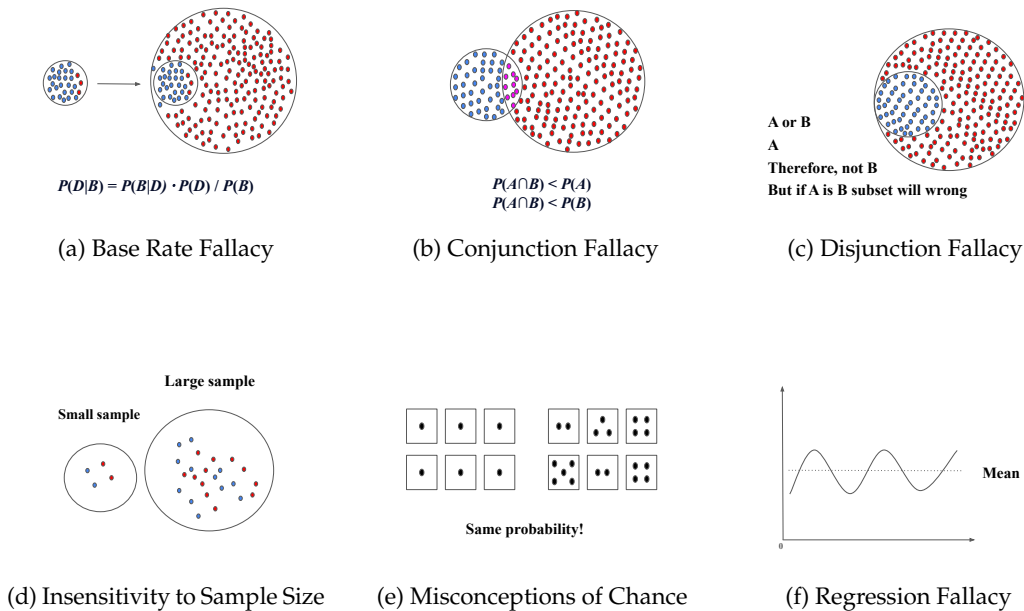 P(D|B) = P(B|D) · P(D) / P(B)
(a) Base Rate Fallacy
P(A∩B) < P(A)
P(A∩B) < P(B)
(b) Conjunction Fallacy
A or B
A
Therefore, not B
But if A is B subset will wrong
(c) Disjunction Fallacy
Large sample
Small sample
(d) Insensitivity to Sample Size
Same probability!
(e) Misconceptions of Chance
Mean
0
(f) Regression Fallacy